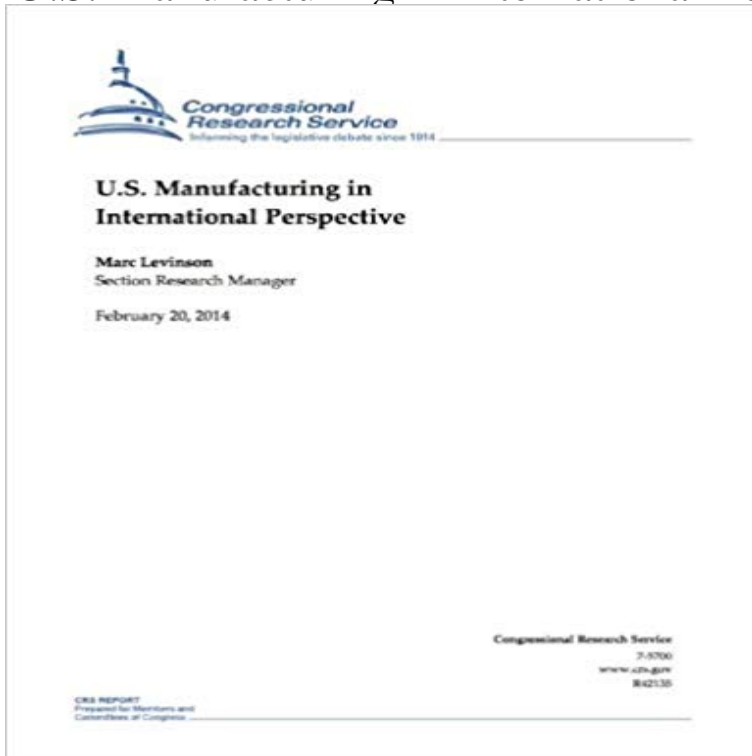 Congressional
Research Service
Informing the legislative debate since 1914
U.S. Manufacturing in
International Perspective
Marc Levinson
Section Research Manager
February 20, 2014
Congressional Research Service
7-5700
www.crs.gov
R42135
CRS REPORT
Prepared for Members and
Committees of Congress